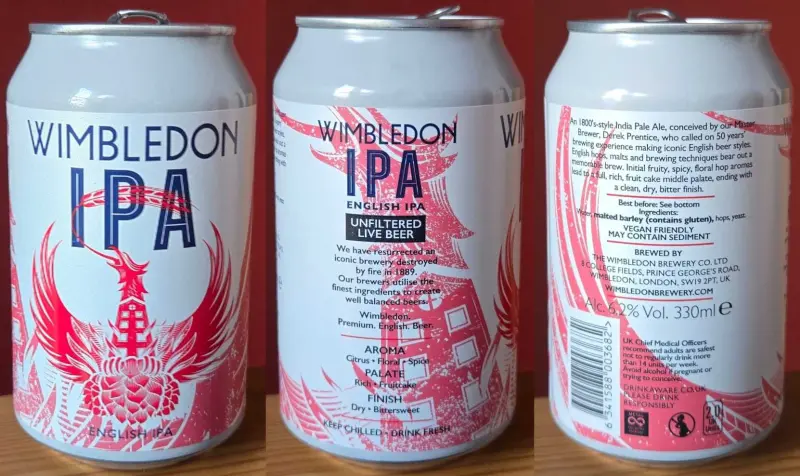 WIMBLEDON
IPA
ENGLISH IPA
WIMBLEDON
IPA
ENGLISH IPA
UNFILTERED
LIVE BEER
We have resurrected an
iconic brewery destroyed
by fire in 1889.
Our brewers utilise the
finest ingredients to create
well balanced beers.
Wimbledon.
Premium. English. Beer.
AROMA
Citrus • Floral • Spice
PALATE
Rich • Fruitcake
FINISH
Dry • Bittersweet
KEEP CHILLED • DRINK FRESH
An 1800's-style India Pale Ale, conceived by our Master
Brewer, Derek Prentice, who called on 50 years'
brewing experience making iconic English beer styles.
English hops, malts and brewing techniques bear out a
memorable brew. Initial fruity, spicy, floral hop aromas
lead to a full, rich, fruit cake middle palate, ending with
a clean, dry, bitter finish.
Best before: See bottom
Ingredients:
Water, malted barley (contains gluten), hops, yeast.
VEGAN FRIENDLY
MAY CONTAIN SEDIMENT
BREWED BY
THE WIMBLEDON BREWERY CO. LTD
8 COLLEGE FIELDS, PRINCE GEORGE'S ROAD,
WIMBLEDON, LONDON, SW19 2PT, UK
WIMBLEDONBREWERY.COM
Alc. 6.2% Vol. 330ml e
UK Chief Medical Officers
recommend adults are safest
not to regularly drink more
than 14 units per week.
Avoid alcohol if pregnant or
trying to conceive.
DRINKAWARE.CO.UK
PLEASE DRINK
RESPONSIBLY
6 341588 003682